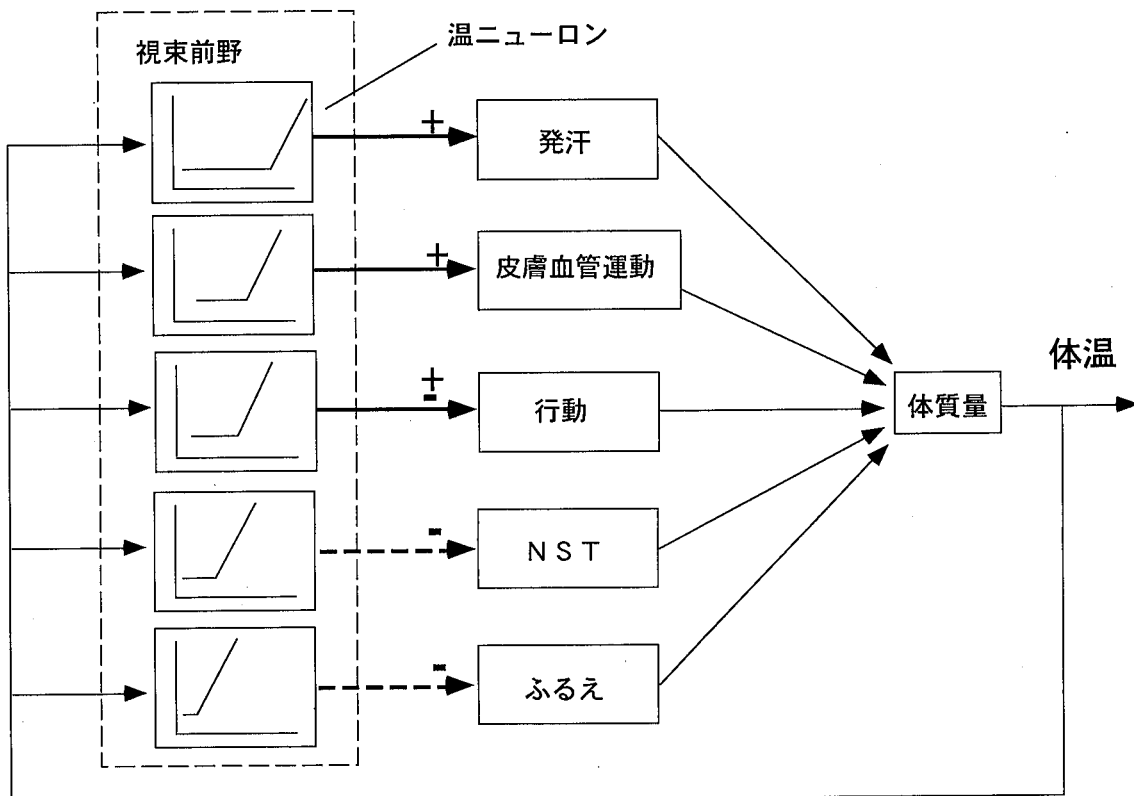 視束前野
温ニューロン
+
発汗
+
皮膚血管運動
+
-
行動
体質量
体温
-
ＮＳＴ
-
ふるえ